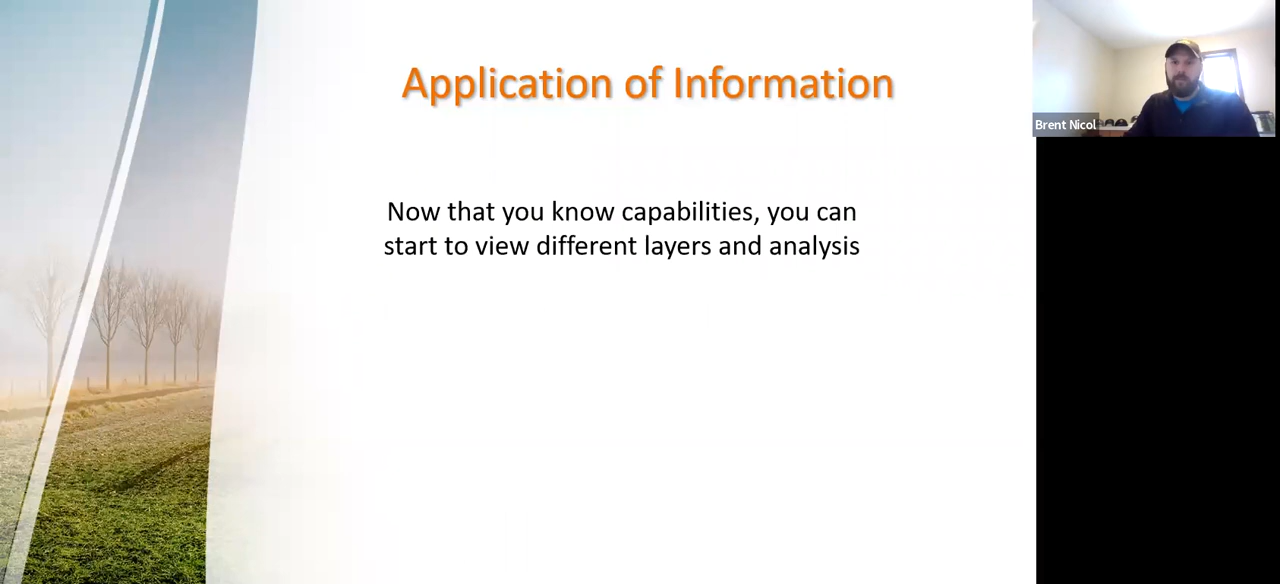 Application of Information
Brent Nicol
Now that you know capabilities, you can
start to view different layers and analysis